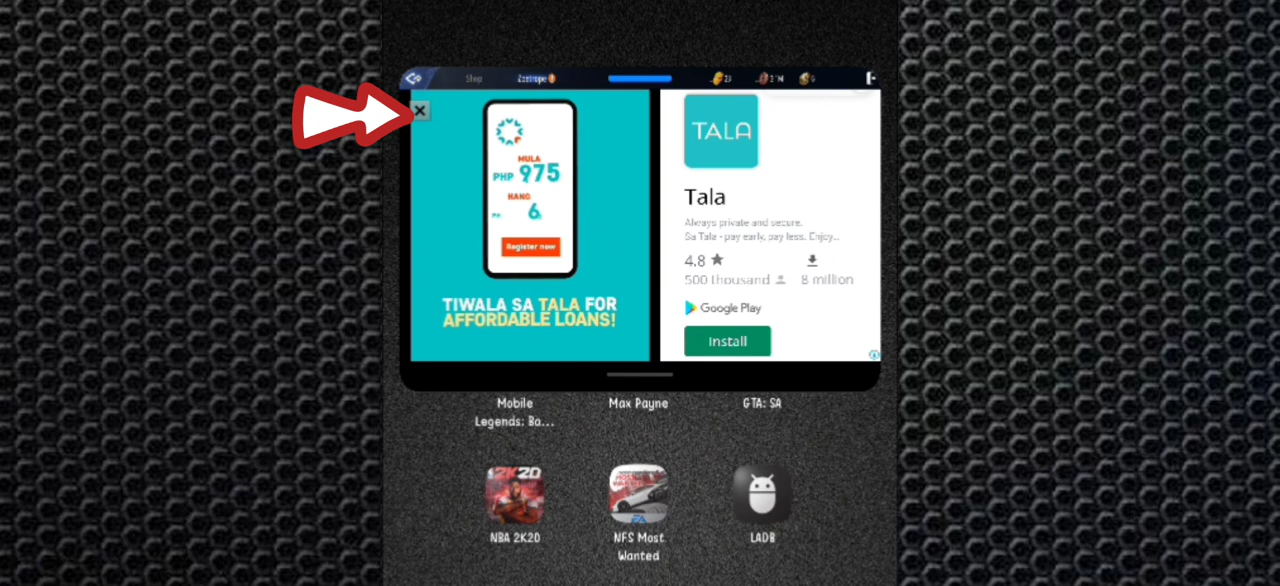 Shop
MULA
PHP 975
HANG
6
Register now
TIWALA SA TALA FOR
AFFORDABLE LOANS!
TALA
Tala
Always private and secure.
Sa Tala - pay early, pay less. Enjoy...
4.8
500 thousand
8 million
Google Play
Install
Mobile
Legends: Ba...
Max Payne
GTA: SA
2K20
NBA 2K20
NFS Most
Wanted
LADB